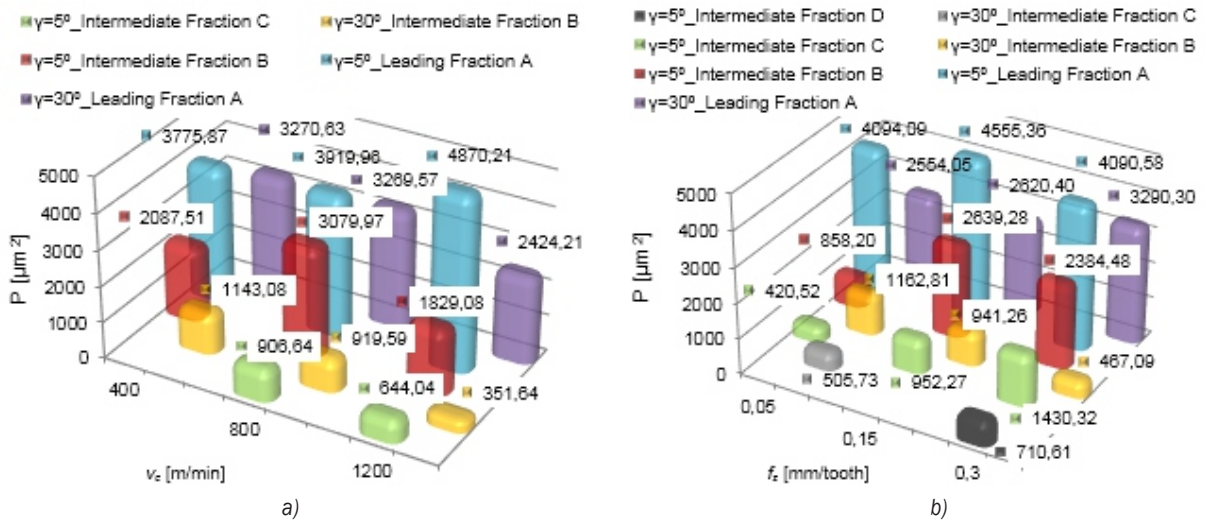 γ=5º_Intermediate Fraction C γ=30º_Intermediate Fraction B
γ=5º_Intermediate Fraction B γ=5º_Leading Fraction A
γ=30º_Leading Fraction A
3775,87 3270,63
3919,96 4870,21
3269,57
2087,51 3079,97
2424,21
1143,08 1829,08
906,64 919,59
644,04 351,64
P [µm²]
5000
4000
3000
2000
1000
0
400
800
1200
vc [m/min]
a)
γ=5º_Intermediate Fraction D γ=30º_Intermediate Fraction C
γ=5º_Intermediate Fraction C γ=30º_Intermediate Fraction B
γ=5º_Intermediate Fraction B γ=5º_Leading Fraction A
γ=30º_Leading Fraction A
4094,09 4555,36
2554,05 4090,58
2620,40 3290,30
2639,28
858,20 2384,48
420,52 1162,81
941,26
467,09
505,73 952,27
1430,32
710,61
P [µm²]
5000
4000
3000
2000
1000
0
0,05
0,15
0,3
fz [mm/tooth]
b)